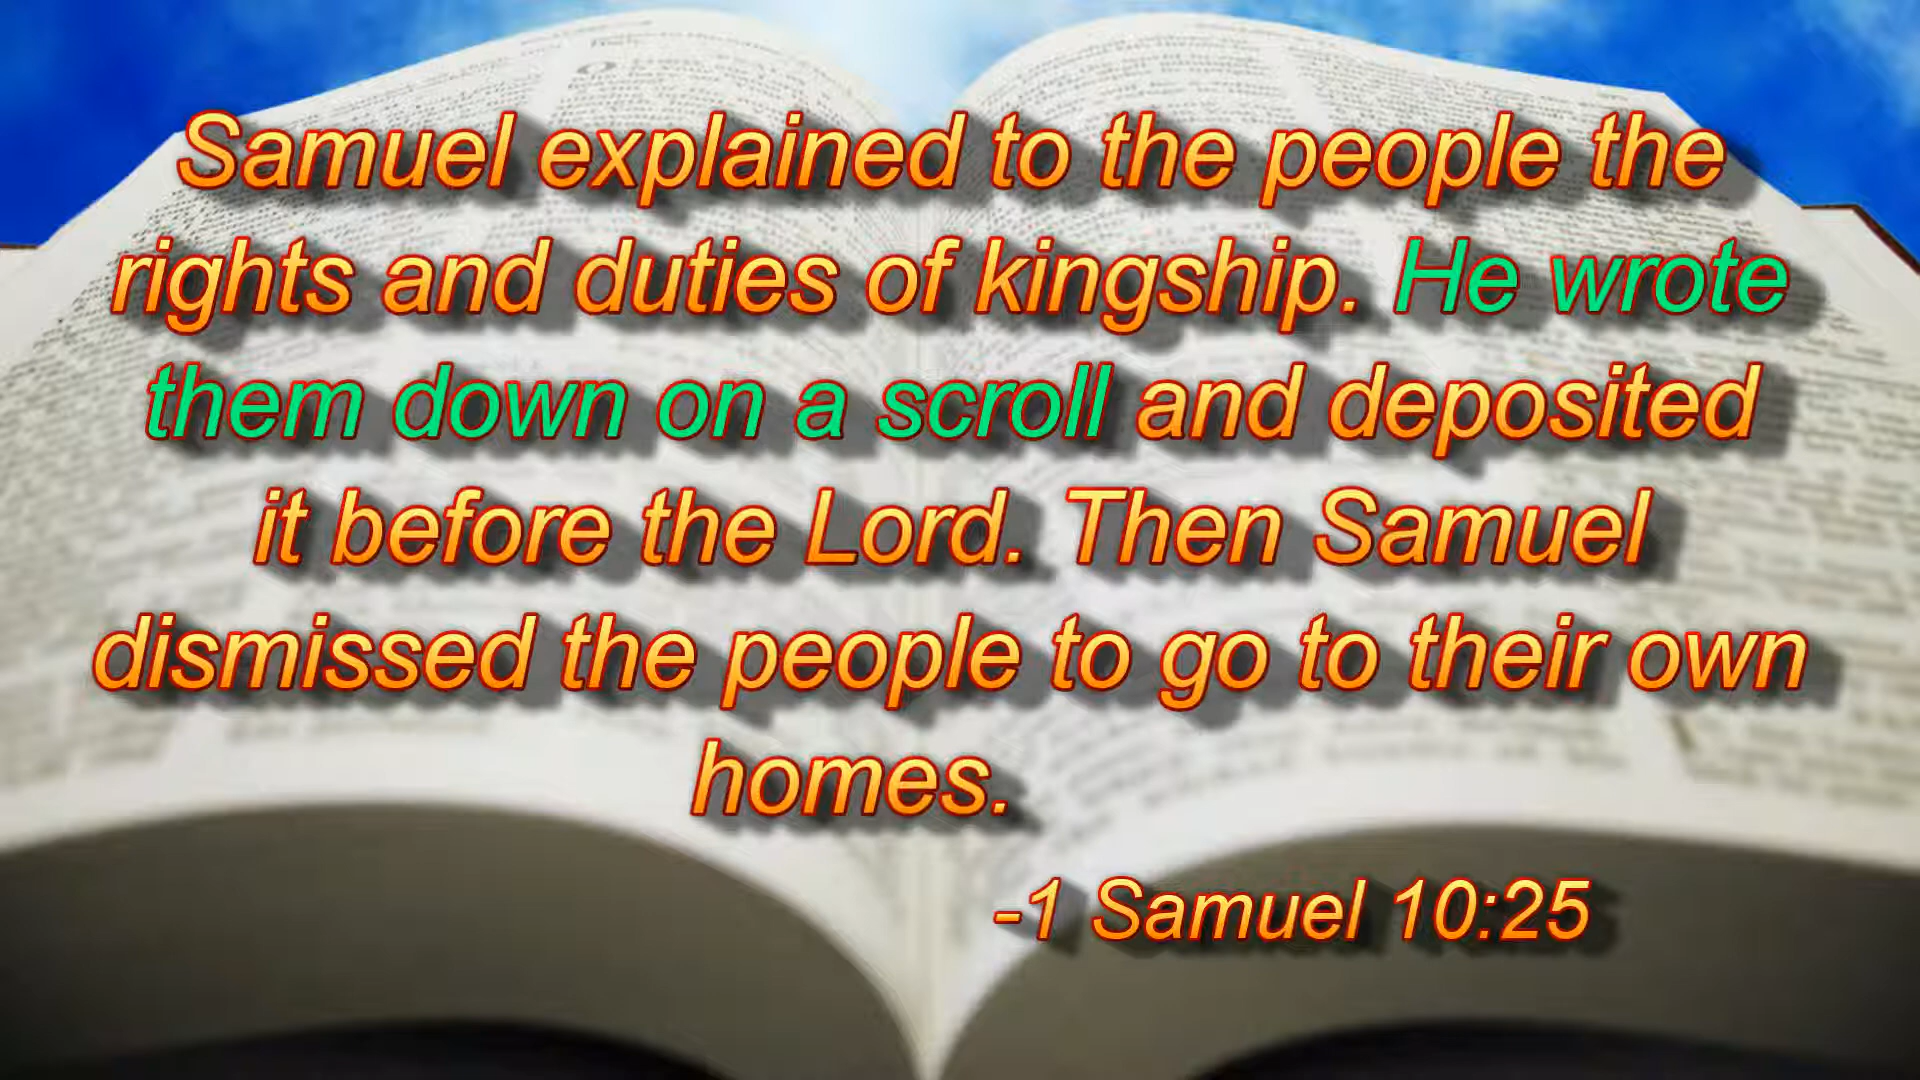 Samuel explained to the people the
rights and duties of kingship. He wrote
them down on a scroll and deposited
it before the Lord. Then Samuel
dismissed the people to go to their own
homes.
-1 Samuel 10:25